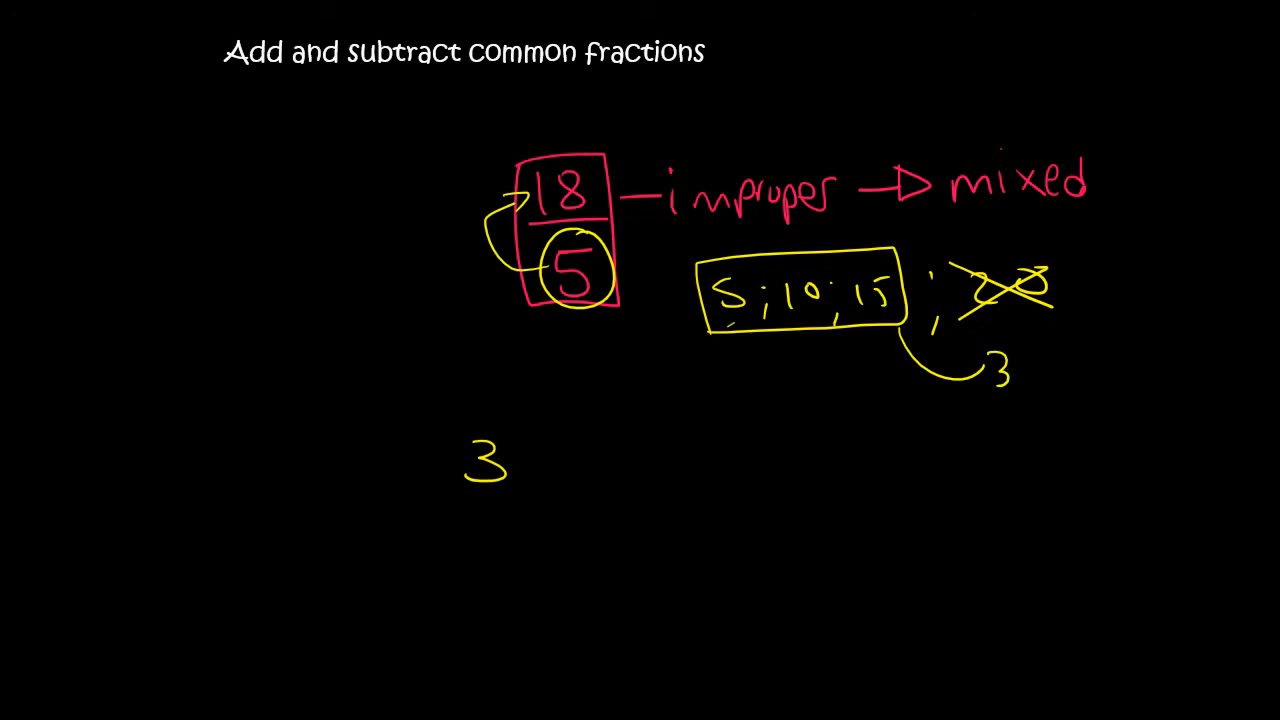 Add and subtract common fractions
18 improper → mixed
5
5 ; 10 ; 15 ; 20
3
3